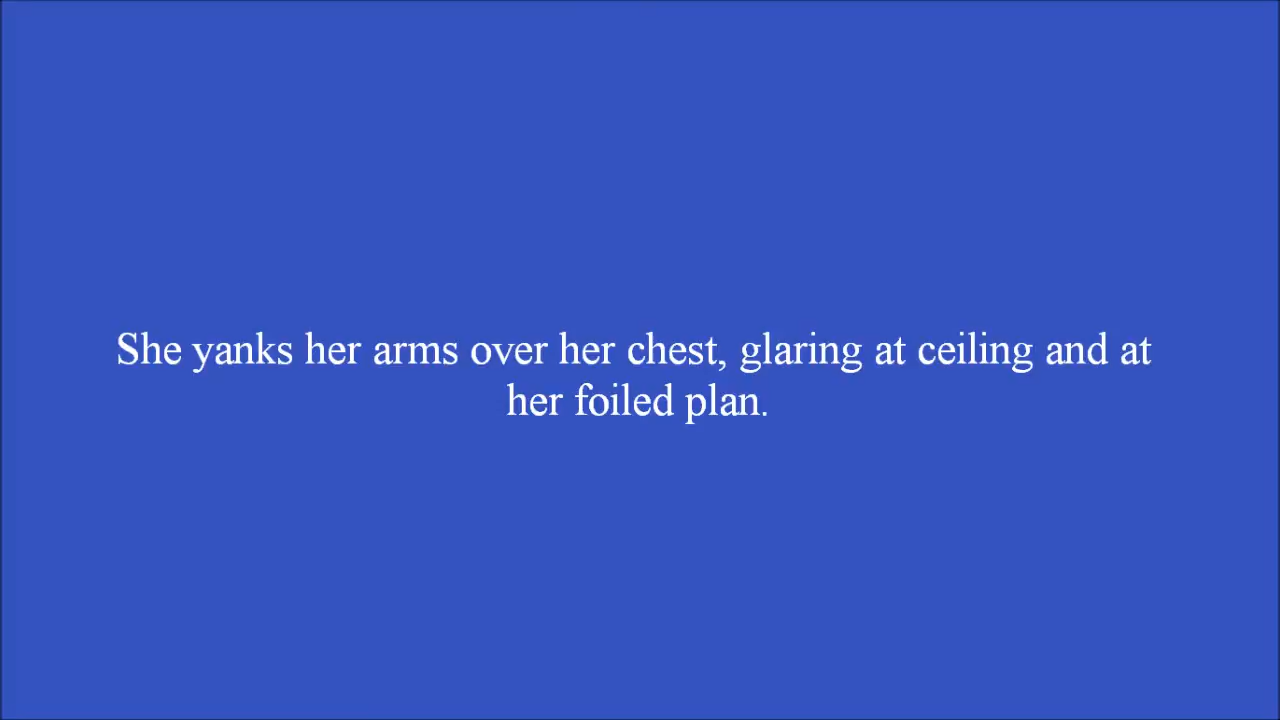 She yanks her arms over her chest, glaring at ceiling and at
her foiled plan.